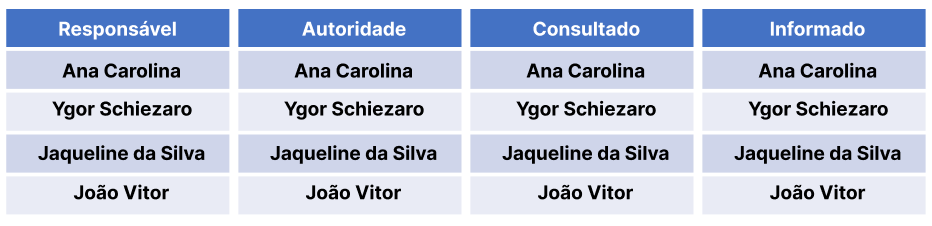 Responsável Autoridade Consultado Informado
Ana Carolina Ana Carolina Ana Carolina Ana Carolina
Ygor Schiezaro Ygor Schiezaro Ygor Schiezaro Ygor Schiezaro
Jaqueline da Silva Jaqueline da Silva Jaqueline da Silva Jaqueline da Silva
João Vitor João Vitor João Vitor João Vitor